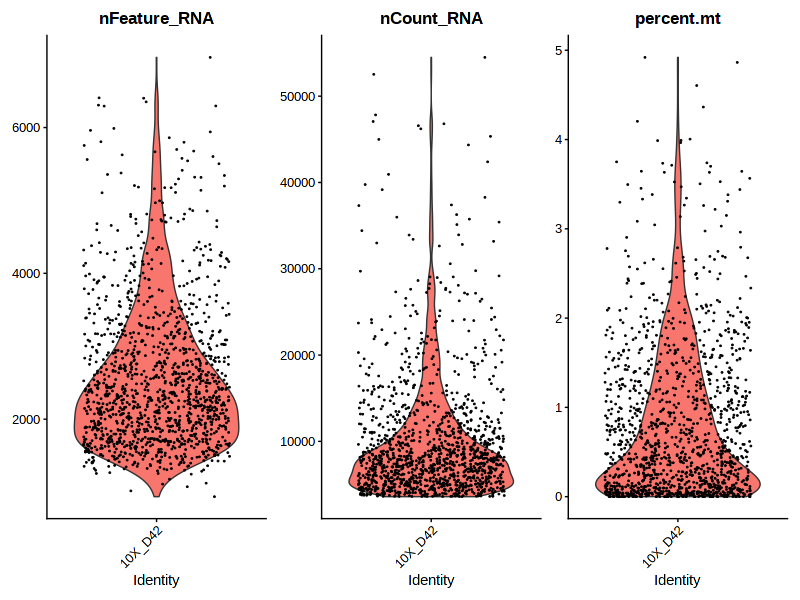 nFeature_RNA
6000
4000
2000
10X_D42
Identity
nCount_RNA
50000
40000
30000
20000
10000
10X_D42
Identity
percent.mt
5
4
3
2
1
0
10X_D42
Identity